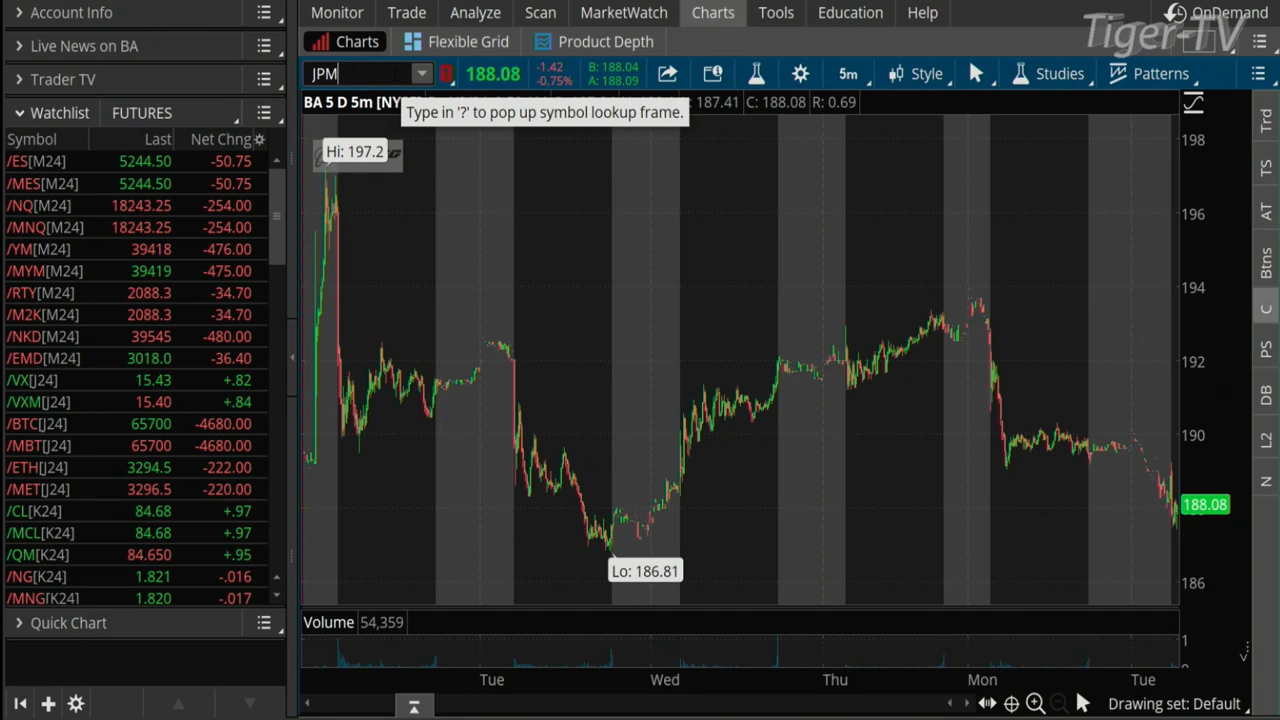 Account Info
Monitor Trade Analyze Scan MarketWatch Charts Tools Education Help OnDemand
Tiger-TV
Live News on BA
Charts Flexible Grid Product Depth
Trader TV
JPM 188.08 -1.42 -0.75% B: 188.04 A: 188.09 5m Style Studies Patterns
Watchlist FUTURES
BA 5 D 5m [NY
Type in '?' to pop up symbol lookup frame.
187.41 C: 188.08 R: 0.69
Symbol Last Net Chng
/ES[M24] 5244.50 -50.75
/MES[M24] 5244.50 -50.75
/NQ[M24] 18243.25 -254.00
/MNQ[M24] 18243.25 -254.00
/YM[M24] 39418 -476.00
/MYM[M24] 39419 -475.00
/RTY[M24] 2088.3 -34.70
/M2K[M24] 2088.3 -34.70
/NKD[M24] 39545 -480.00
/EMD[M24] 3018.0 -36.40
/VX[J24] 15.43 +.82
/VXM[J24] 15.40 +.84
/BTC[J24] 65700 -4680.00
/MBT[J24] 65700 -4680.00
/ETH[J24] 3294.5 -222.00
/MET[J24] 3296.5 -220.00
/CL[K24] 84.68 +.97
/MCL[K24] 84.68 +.97
/QM[K24] 84.650 +.95
/NG[K24] 1.821 -.016
/MNG[K24] 1.820 -.017
Quick Chart
Hi: 197.2
Lo: 186.81
198
196
194
192
190
188.08
186
Trd
TS
AT
Btns
C
PS
DB
L2
N
Volume 54,359
1
0
Tue Wed Thu Mon Tue
Drawing set: Default